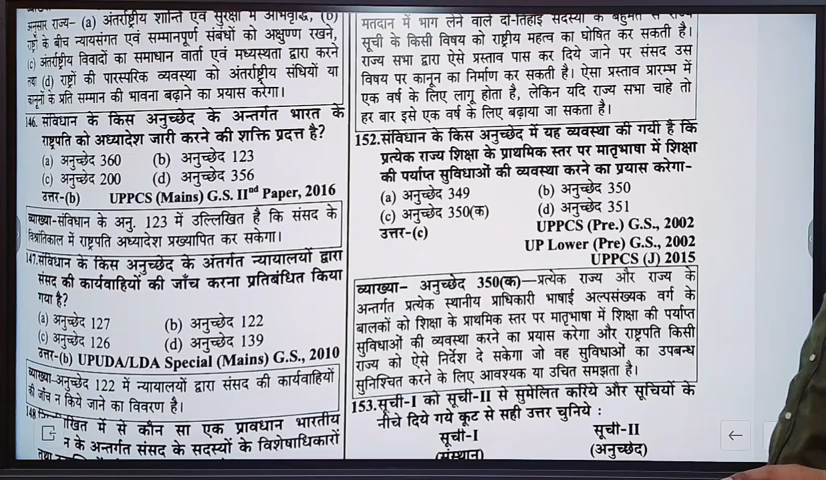 अनुसार राज्य– (a) अंतर्राष्ट्रीय शान्ति एवं सुरक्षा में अभिवृद्धि, (b)
राष्ट्रों के बीच न्यायसंगत एवं सम्मानपूर्ण संबंधों को अक्षुण्ण रखने,
(c) अंतर्राष्ट्रीय विवादों का समाधान वार्ता एवं मध्यस्थता द्वारा करने
तथा (d) राष्ट्रों की पारस्परिक व्यवस्था को अंतर्राष्ट्रीय संधियों या
कानूनों के प्रति सम्मान की भावना बढ़ाने का प्रयास करेगा।
146. संविधान के किस अनुच्छेद के अन्तर्गत भारत के
राष्ट्रपति को अध्यादेश जारी करने की शक्ति प्रदत्त है?
(a) अनुच्छेद 360 (b) अनुच्छेद 123
(c) अनुच्छेद 200 (d) अनुच्छेद 356
उत्तर-(b) UPPCS (Mains) G.S. IInd Paper, 2016
व्याख्या-संविधान के अनु. 123 में उल्लिखित है कि संसद के
विश्रांतिकाल में राष्ट्रपति अध्यादेश प्रख्यापित कर सकेगा।
147.संविधान के किस अनुच्छेद के अंतर्गत न्यायालयों द्वारा
संसद की कार्यवाहियों की जाँच करना प्रतिबंधित किया
गया है?
(a) अनुच्छेद 127 (b) अनुच्छेद 122
(c) अनुच्छेद 126 (d) अनुच्छेद 139
उत्तर-(b) UPUDA/LDA Special (Mains) G.S., 2010
व्याख्या-अनुच्छेद 122 में न्यायालयों द्वारा संसद की कार्यवाहियों
की जाँच न किये जाने का विवरण है।
148 खित में से कौन सा एक प्रावधान भारतीय
न के अन्तर्गत संसद के सदस्यों के विशेषाधिकारों
तथा
मतदान में भाग लेने वाले दो-तिहाई सदस्यों के बहुमत से राज्य
सूची के किसी विषय को राष्ट्रीय महत्व का घोषित कर सकती है।
राज्य सभा द्वारा ऐसे प्रस्ताव पास कर दिये जाने पर संसद उस
विषय पर कानून का निर्माण कर सकती है। ऐसा प्रस्ताव प्रारम्भ में
एक वर्ष के लिए लागू होता है, लेकिन यदि राज्य सभा चाहे तो
हर बार इसे एक वर्ष के लिए बढ़ाया जा सकता है।
152.संविधान के किस अनुच्छेद में यह व्यवस्था की गयी है कि
प्रत्येक राज्य शिक्षा के प्राथमिक स्तर पर मातृभाषा में शिक्षा
की पर्याप्त सुविधाओं की व्यवस्था करने का प्रयास करेगा–
(a) अनुच्छेद 349 (b) अनुच्छेद 350
(c) अनुच्छेद 350(क) (d) अनुच्छेद 351
उत्तर-(c) UPPCS (Pre.) G.S., 2002
UP Lower (Pre) G.S., 2002
UPPCS (J) 2015
व्याख्या– अनुच्छेद 350(क)—प्रत्येक राज्य और राज्य के
अन्तर्गत प्रत्येक स्थानीय प्राधिकारी भाषाई अल्पसंख्यक वर्ग के
बालकों को शिक्षा के प्राथमिक स्तर पर मातृभाषा में शिक्षा की पर्याप्त
सुविधाओं की व्यवस्था करने का प्रयास करेगा और राष्ट्रपति किसी
राज्य को ऐसे निर्देश दे सकेगा जो वह सुविधाओं का उपबन्ध
सुनिश्चित करने के लिए आवश्यक या उचित समझता है।
153.सूची-I को सूची-II से सुमेलित करिये और सूचियों के
नीचे दिये गये कूट से सही उत्तर चुनिये :
सूची-I सूची-II
(संस्थान) (अनुच्छेद)